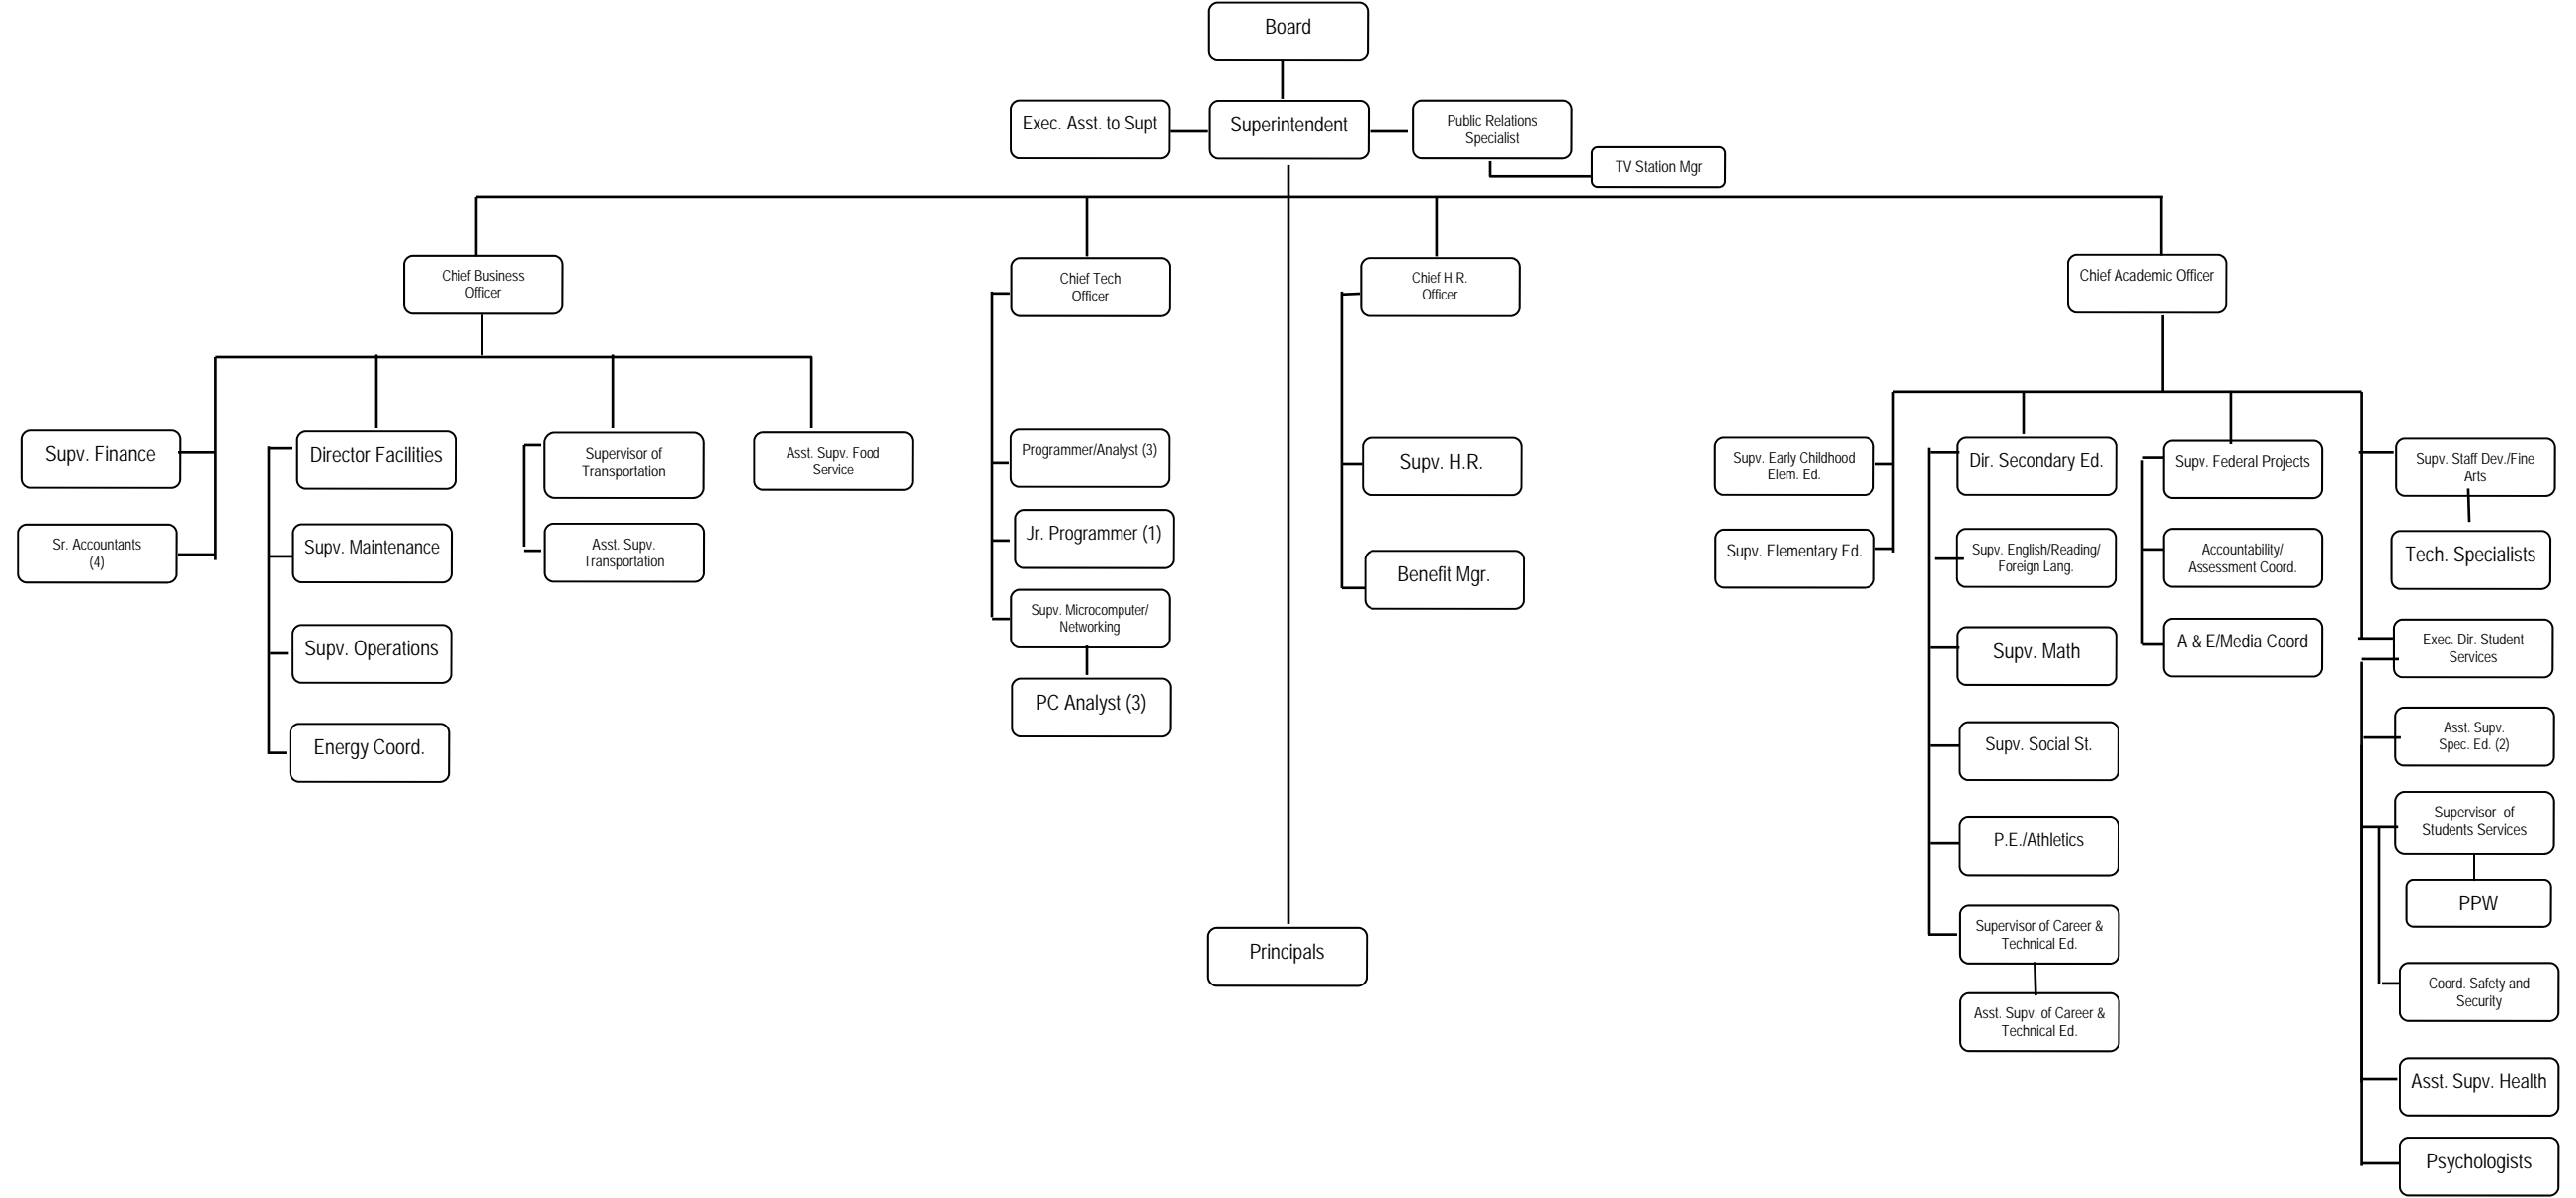 Board
Exec. Asst. to Supt
Superintendent
Public Relations
Specialist
TV Station Mgr
Chief Business
Officer
Chief Tech
Officer
Chief H.R.
Officer
Chief Academic Officer
Supv. Finance
Sr. Accountants
(4)
Director Facilities
Supv. Maintenance
Supv. Operations
Energy Coord.
Supervisor of
Transportation
Asst. Supv.
Transportation
Asst. Supv. Food
Service
Programmer/Analyst (3)
Jr. Programmer (1)
Supv. Microcomputer/
Networking
PC Analyst (3)
Principals
Supv. H.R.
Benefit Mgr.
Supv. Early Childhood
Elem. Ed.
Supv. Elementary Ed.
Dir. Secondary Ed.
Supv. English/Reading/
Foreign Lang.
Supv. Math
Supv. Social St.
P.E./Athletics
Supervisor of Career &
Technical Ed.
Asst. Supv. of Career &
Technical Ed.
Supv. Federal Projects
Accountability/
Assessment Coord.
A & E/Media Coord
Supv. Staff Dev./Fine
Arts
Tech. Specialists
Exec. Dir. Student
Services
Asst. Supv.
Spec. Ed. (2)
Supervisor of
Students Services
PPW
Coord. Safety and
Security
Asst. Supv. Health
Psychologists